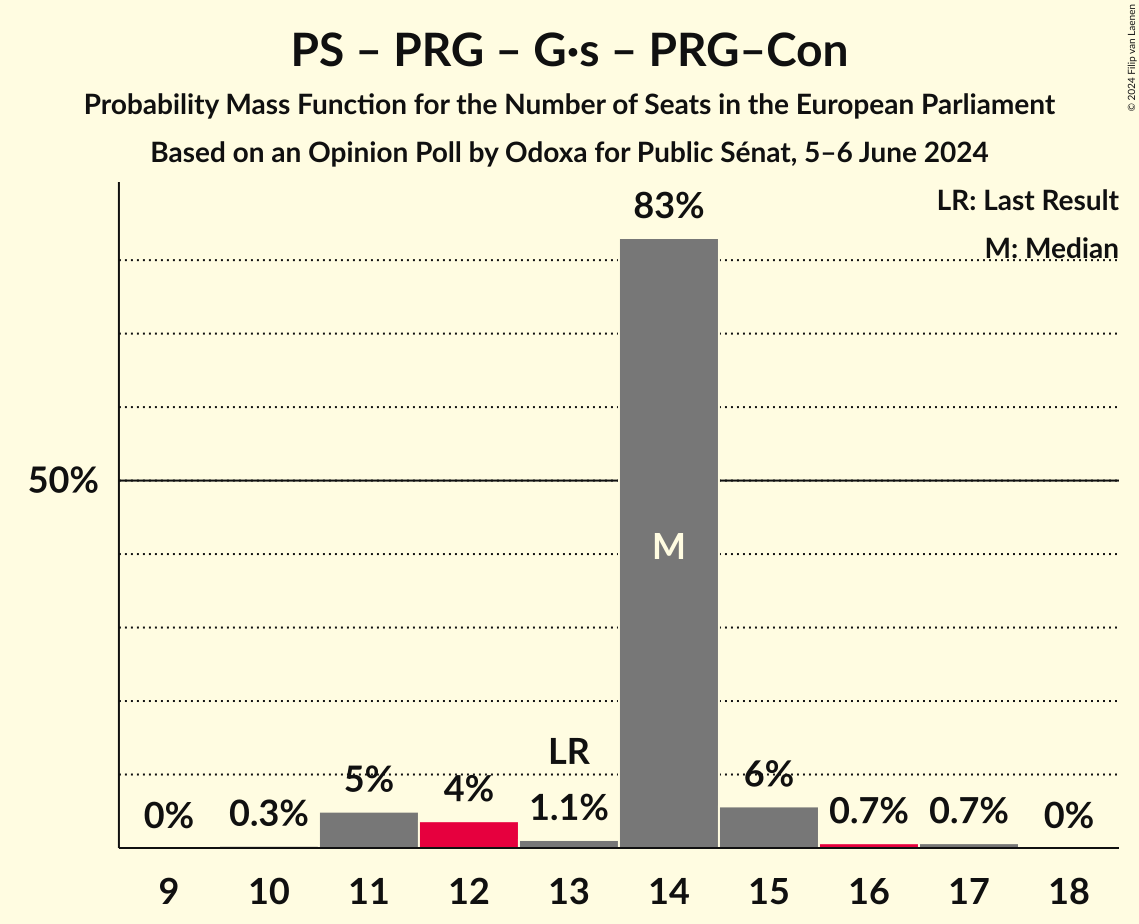 PS – PRG – G·s – PRG–Con
Probability Mass Function for the Number of Seats in the European Parliament
Based on an Opinion Poll by Odoxa for Public Sénat, 5–6 June 2024
© 2024 Filip van Laenen
LR: Last Result
M: Median
83%
50%
M
LR
0%
0.3%
5%
4%
1.1%
6%
0.7%
0.7%
0%
9 10 11 12 13 14 15 16 17 18